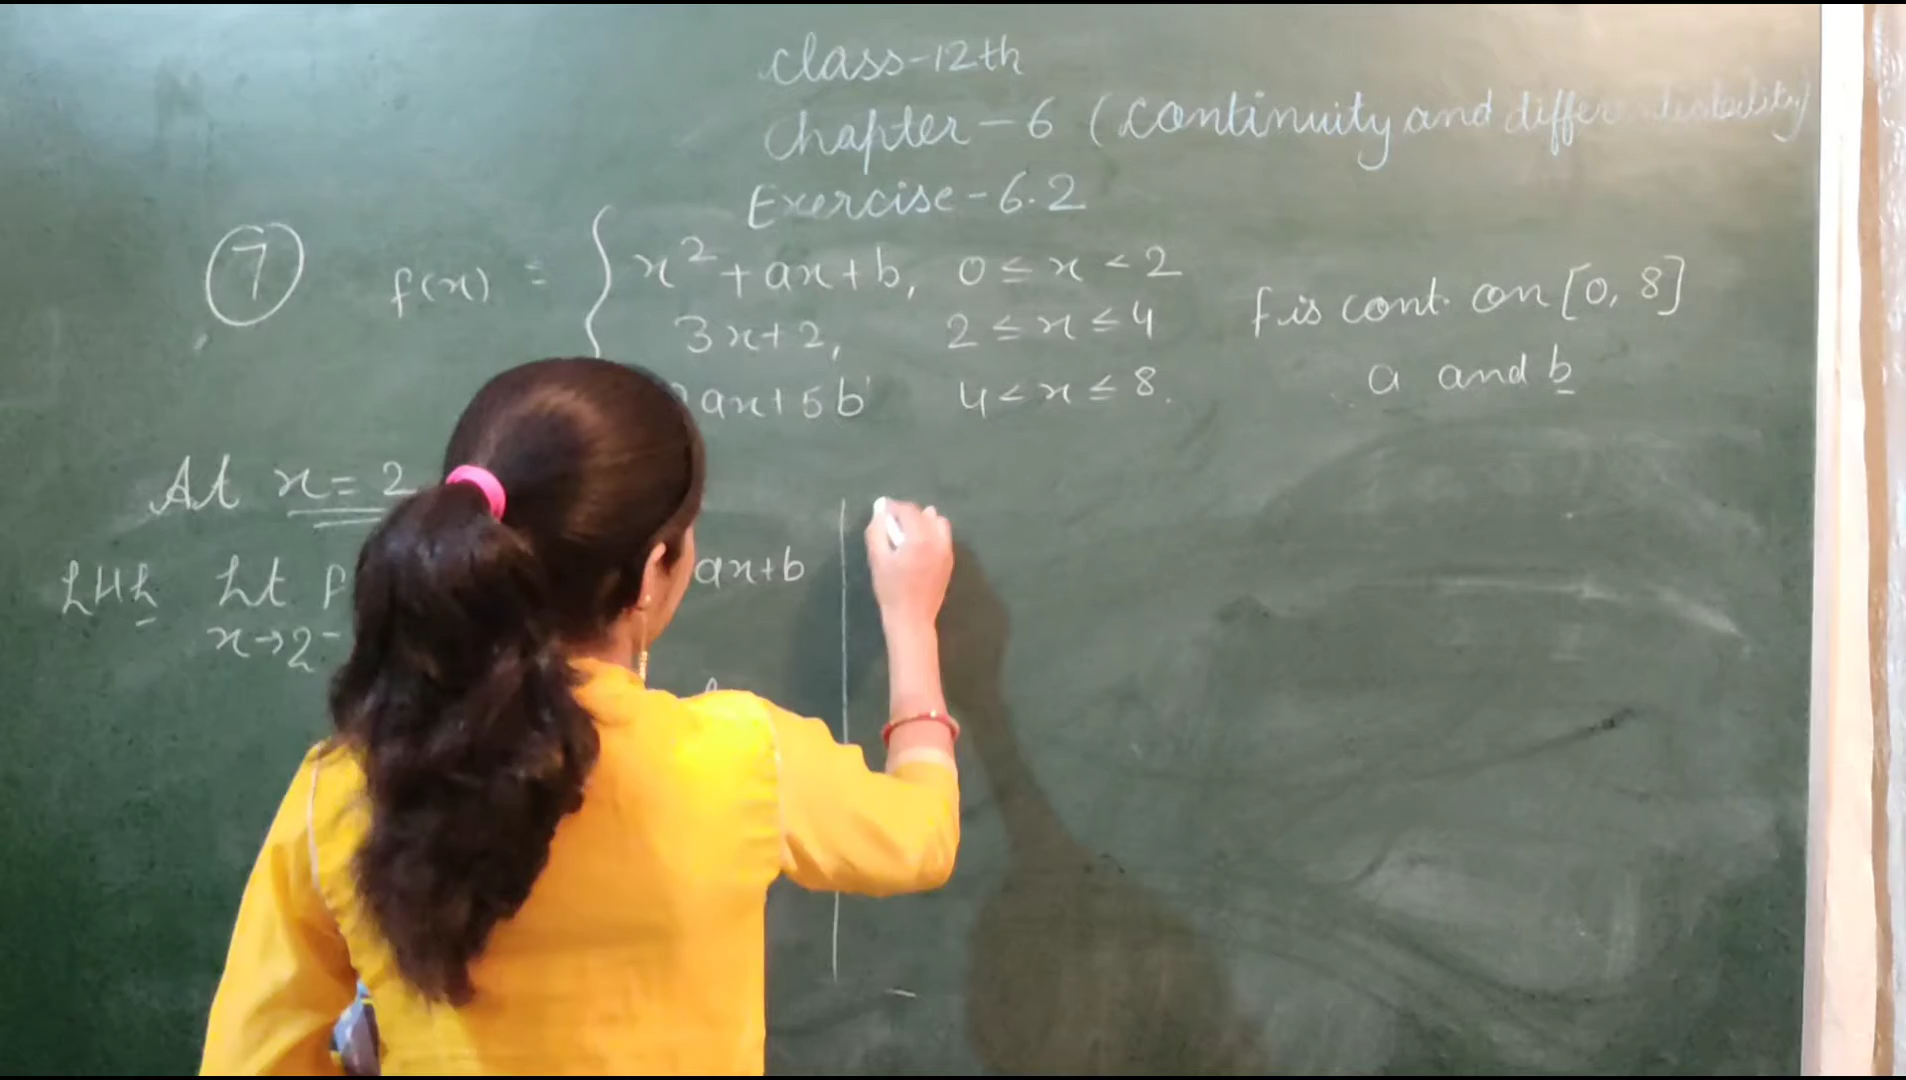 class-12th
Chapter-6 (Continuity and
Exercise-6.2
7 f(x) = { x²+ax+b, 0≤x<2
3x+2, 2≤x≤4
ax+5b 4<x≤8.
f is cont. on [0, 8]
a and b
At x=2
LHL Lt f ax+b
x→2⁻